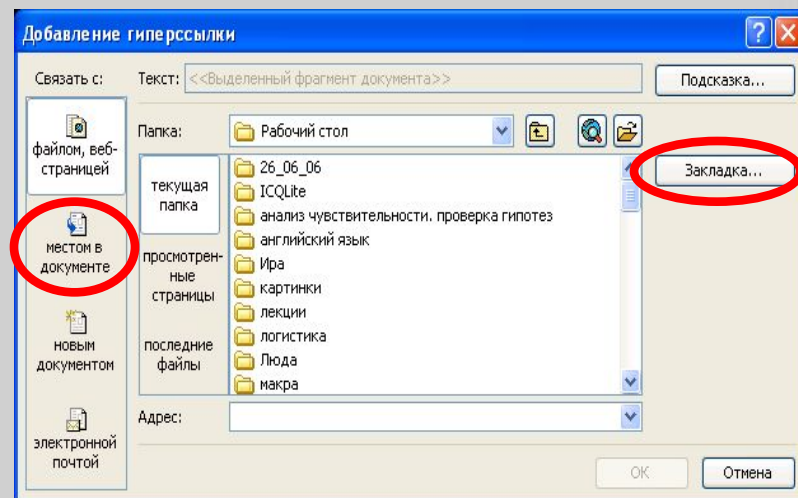 Добавление гиперссылки
Связать с:
Текст: <<Выделенный фрагмент документа>>
Подсказка...
файлом, веб-
страницей
Папка:
Рабочий стол
Закладка...
текущая
папка
26_06_06
ICQLite
анализ чувствительности. проверка гипотез
английский язык
Ира
картинки
лекции
логистика
Люда
макра
местом в
документе
просмотрен-
ные
страницы
новым
документом
последние
файлы
Адрес:
электронной
почтой
ОК
Отмена